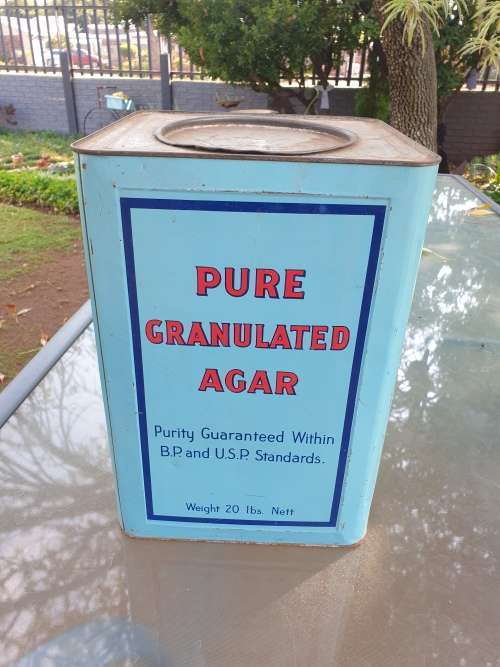 PURE
GRANULATED
AGAR
Purity Guaranteed Within
B.P. and U.S.P. Standards.
Weight 20 lbs. Nett